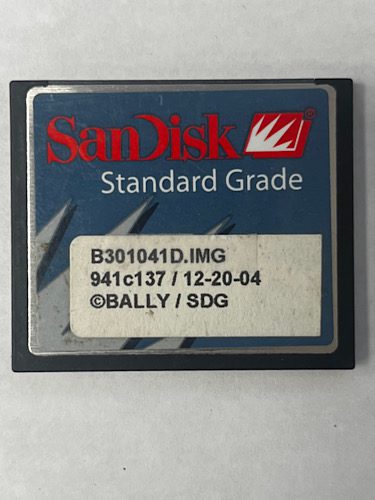 SanDisk®
Standard Grade
B301041D.IMG
941c137 / 12-20-04
©BALLY / SDG